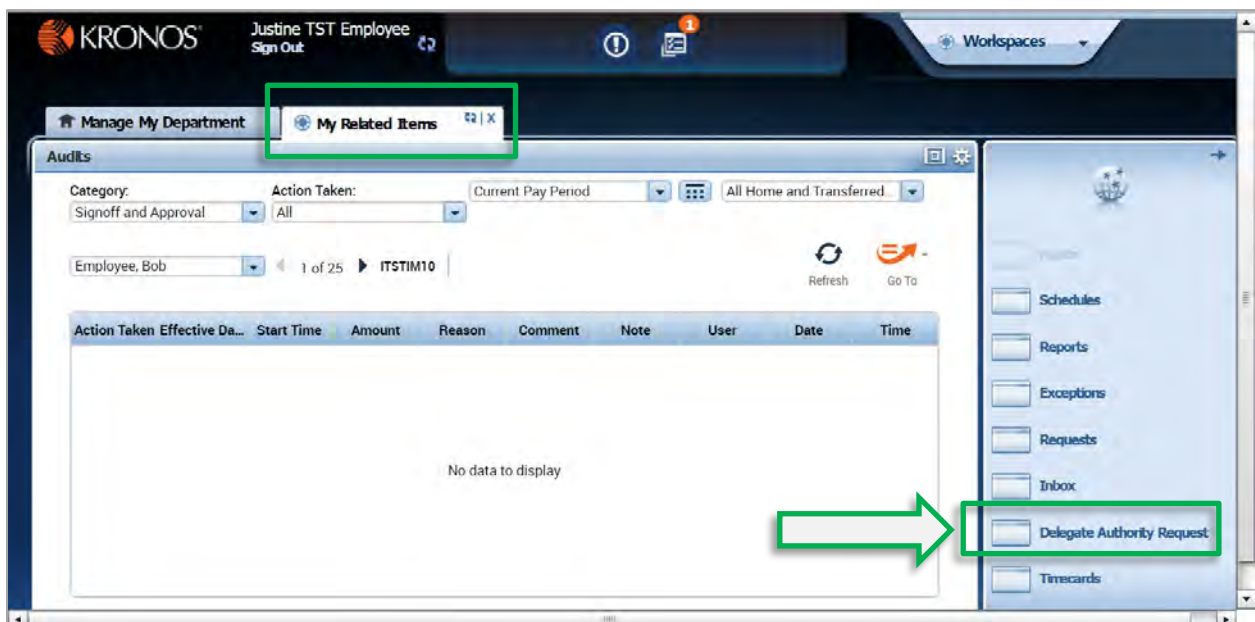 KRONOS
Justine TST Employee
Sign Out
1
Workspaces
Manage My Department
My Related Items
X
Audits
Category:
Action Taken:
Current Pay Period
All Home and Transferred...
Signoff and Approval
All
Employee, Bob
1 of 25
ITSTIM10
Refresh
Go To
Action Taken Effective Da... Start Time Amount Reason Comment Note User Date Time
No data to display
Schedules
Reports
Exceptions
Requests
Inbox
Delegate Authority Request
Timecards